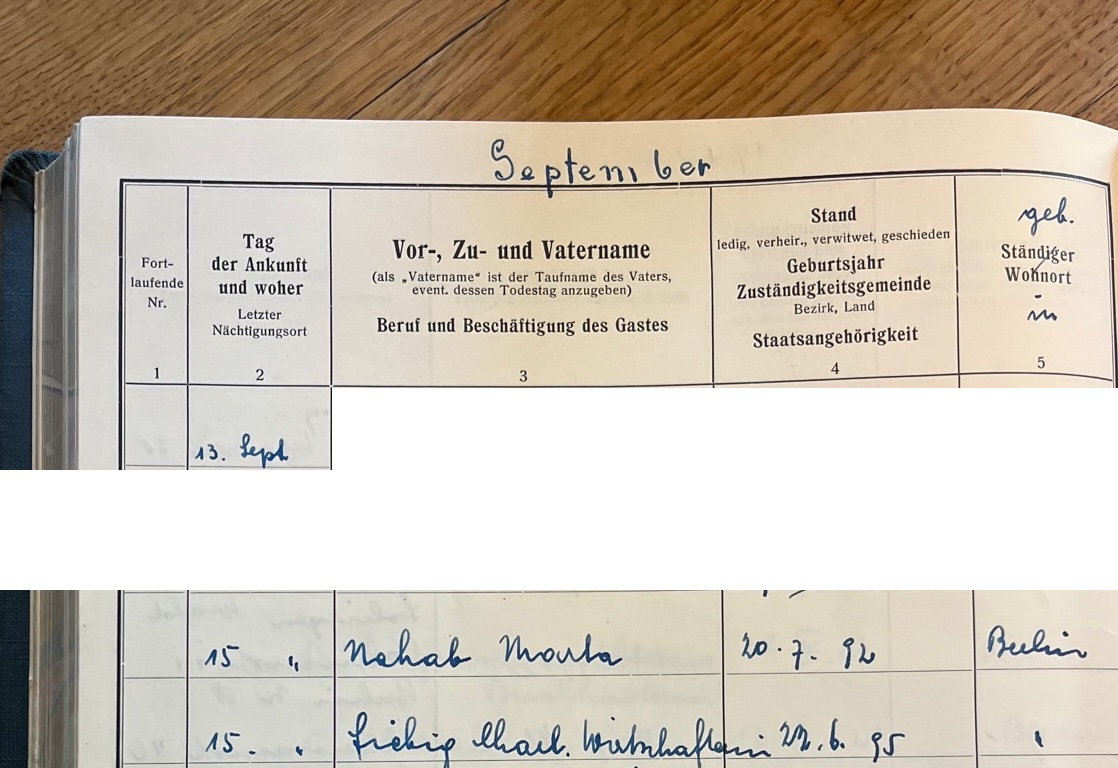 September
Fort-
laufende
Nr.
1
Tag
der Ankunft
und woher
Letzter
Nächtigungsort
2
Vor-, Zu- und Vatername
(als „Vatername“ ist der Taufname des Vaters,
event. dessen Todestag anzugeben)
Beruf und Beschäftigung des Gastes
3
Stand
ledig, verheir., verwitwet, geschieden
Geburtsjahr
Zuständigkeitsgemeinde
Bezirk, Land
Staatsangehörigkeit
4
geb.
Ständiger
Wohnort
in
5
13. Sept
15 " 20.7.92 Berlin
15. " Fiebig 22.6.95 "